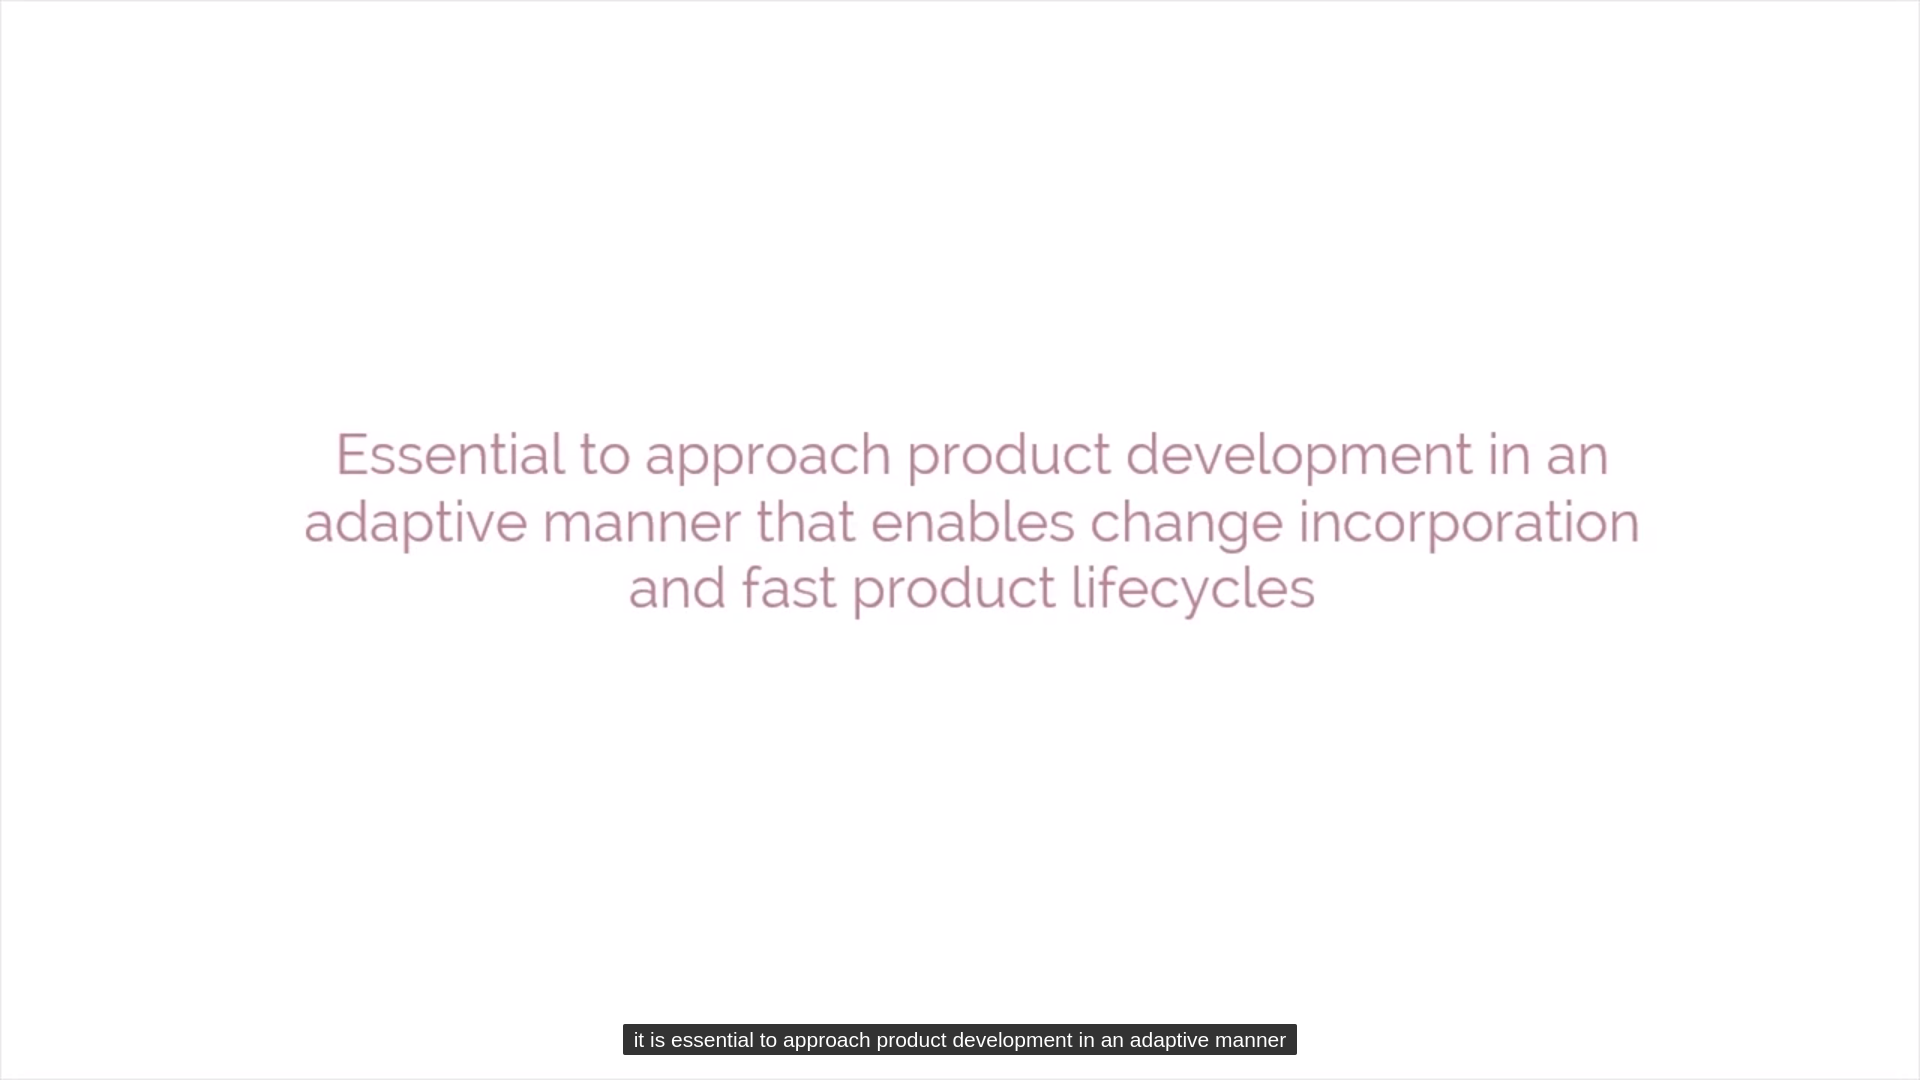 Essential to approach product development in an
adaptive manner that enables change incorporation
and fast product lifecycles
it is essential to approach product development in an adaptive manner